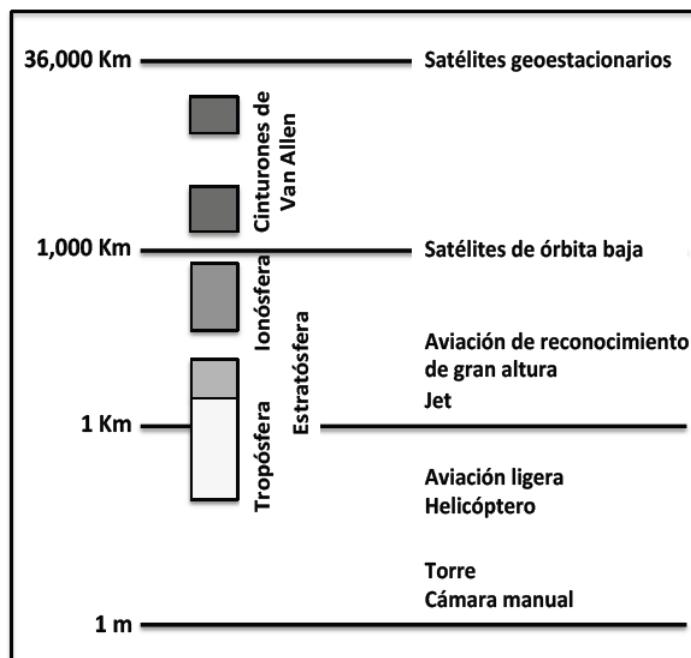 36,000 Km
Satélites geoestacionarios
Cinturones de
Van Allen
1,000 Km
Satélites de órbita baja
Ionósfera
Estratósfera
Aviación de reconocimiento
de gran altura
Jet
1 Km
Tropósfera
Aviación ligera
Helicóptero
Torre
Cámara manual
1 m